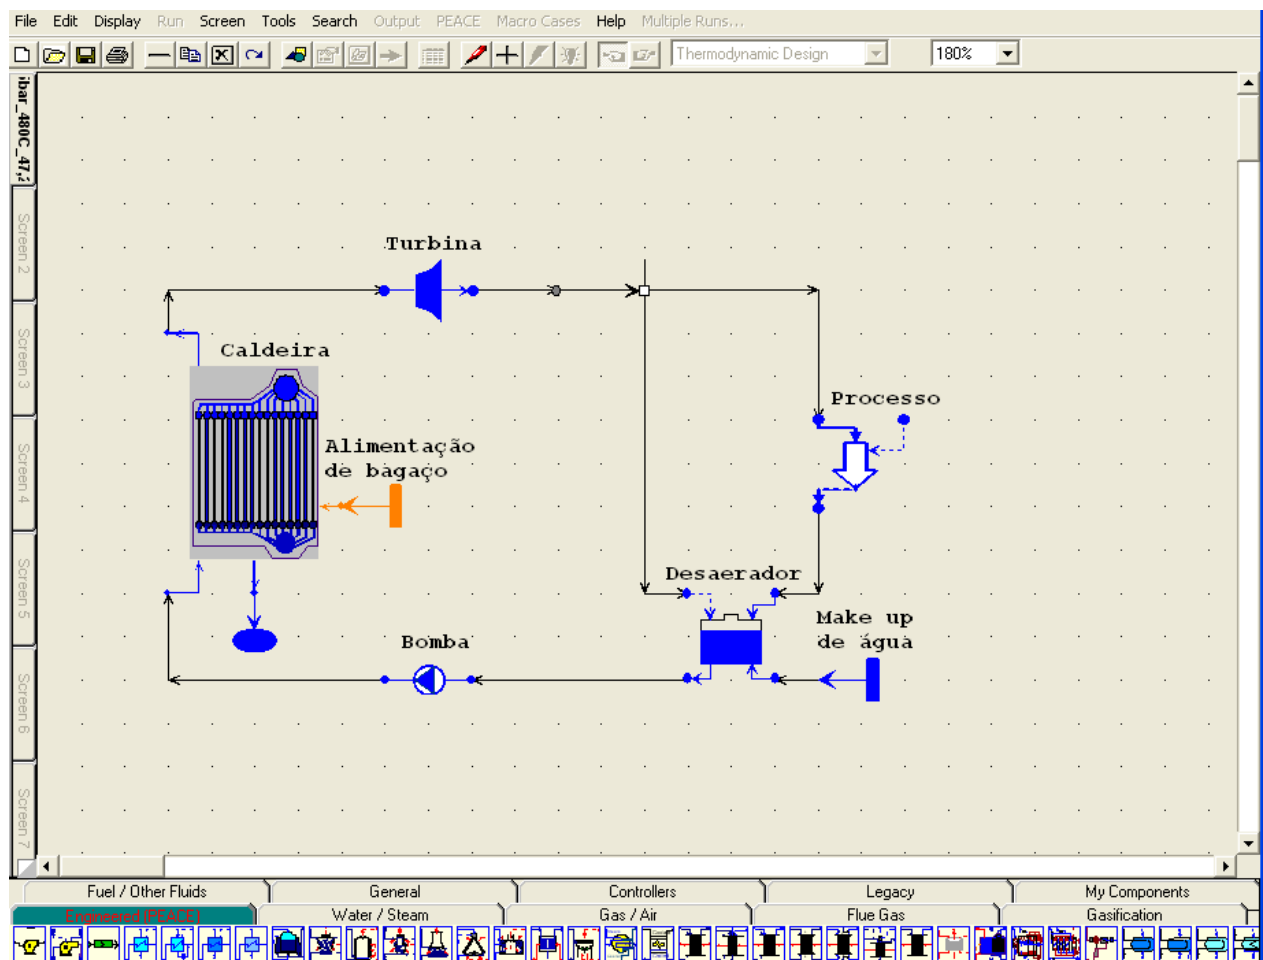 File Edit Display Run Screen Tools Search Output PEACE Macro Cases Help Multiple Runs...
Thermodynamic Design 180%
ibar_480C_47,
Screen 2
Screen 3
Screen 4
Screen 5
Screen 6
Screen 7
Turbina
Caldeira
Processo
Alimentação
de bagaço
Desaerador
Make up
de água
Bomba
Fuel / Other Fluids General Controllers Legacy My Components
Engineered (PEACE) Water / Steam Gas / Air Flue Gas Gasification